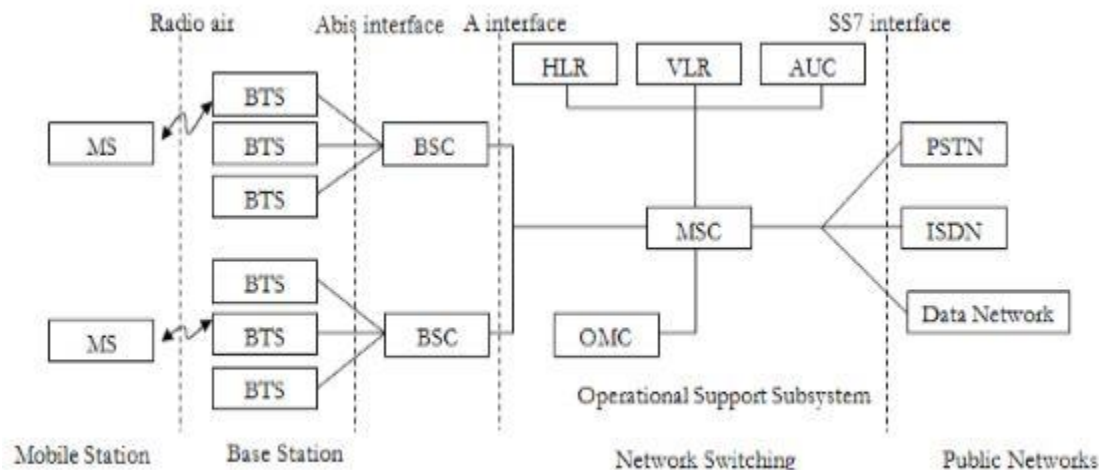 Radio air
Abis interface
A interface
SS7 interface
HLR
VLR
AUC
BTS
MS
BTS
BSC
PSTN
BTS
MSC
ISDN
BTS
Data Network
MS
BTS
BSC
OMC
BTS
Operational Support Subsystem
Mobile Station
Base Station
Network Switching
Public Networks